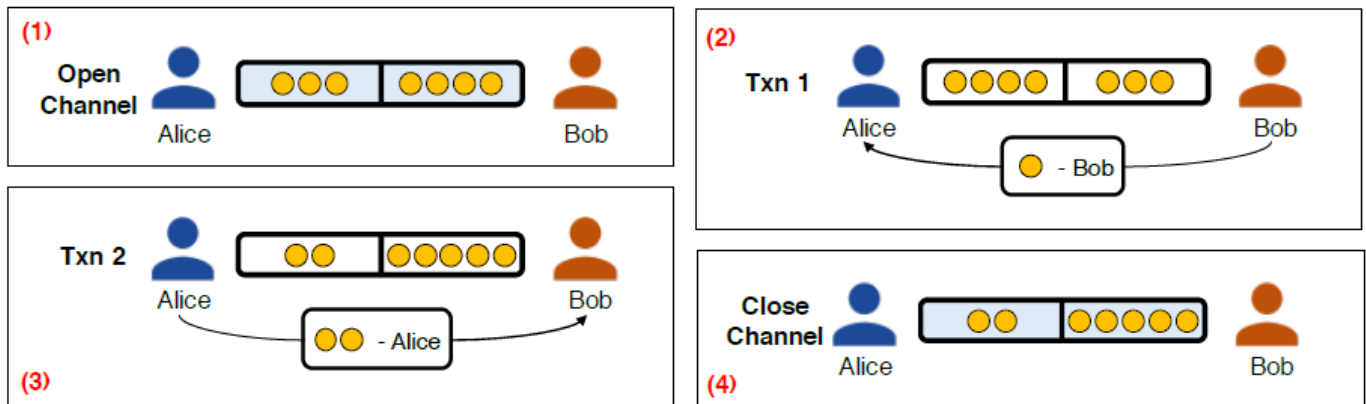 (1)
Open
Channel
Alice
Bob
(2)
Txn 1
Alice
Bob
- Bob
Txn 2
Alice
Bob
- Alice
(3)
Close
Channel
Alice
Bob
(4)